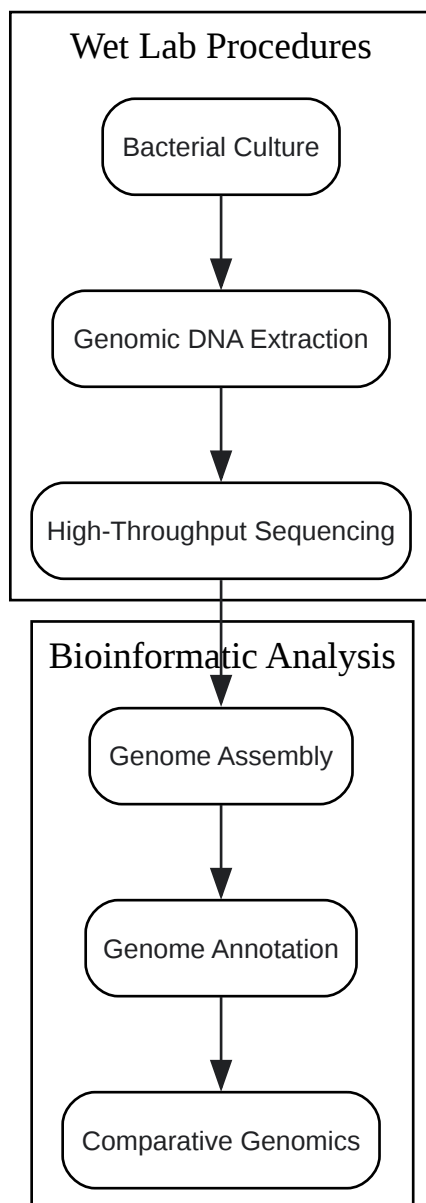 Wet Lab Procedures
Bacterial Culture
Genomic DNA Extraction
High-Throughput Sequencing
Bioinformatic Analysis
Genome Assembly
Genome Annotation
Comparative Genomics